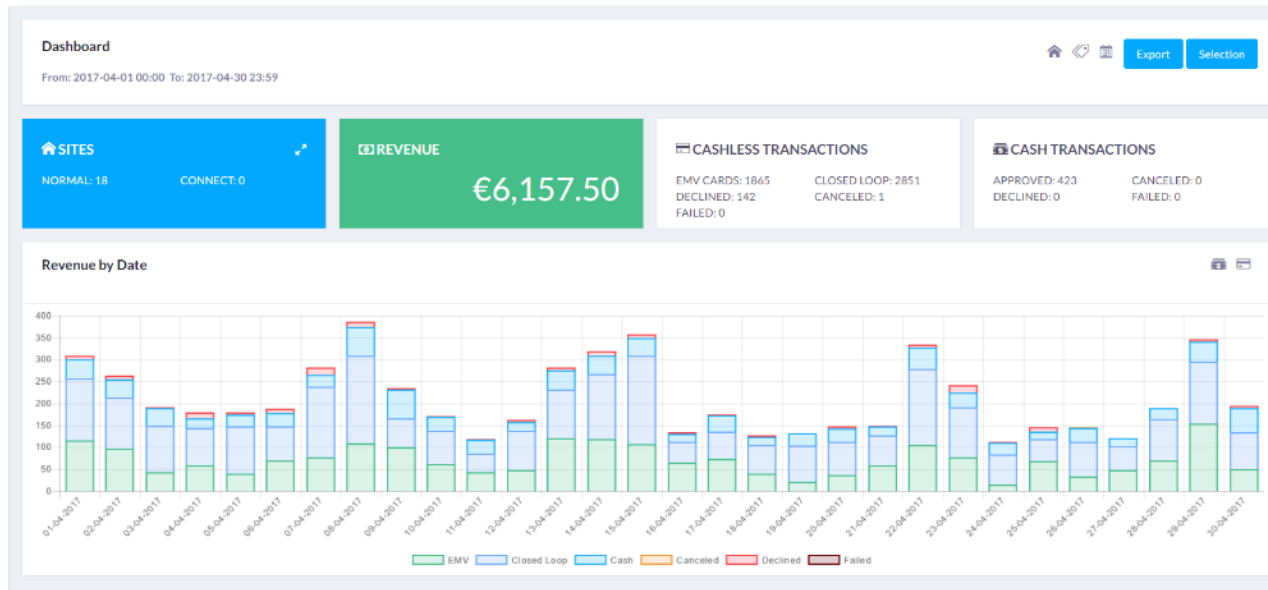 Dashboard
Export Selection
From: 2017-04-01 00:00 To: 2017-04-30 23:59
SITES
NORMAL: 18 CONNECT: 0
REVENUE
€6,157.50
CASHLESS TRANSACTIONS
EMV CARDS: 1865 CLOSED LOOP: 2851
DECLINED: 142 CANCELED: 1
FAILED: 0
CASH TRANSACTIONS
APPROVED: 423 CANCELED: 0
DECLINED: 0 FAILED: 0
Revenue by Date
400
350
300
250
200
150
100
50
0
01-04-2017
02-04-2017
03-04-2017
04-04-2017
05-04-2017
06-04-2017
07-04-2017
08-04-2017
09-04-2017
10-04-2017
11-04-2017
12-04-2017
13-04-2017
14-04-2017
15-04-2017
16-04-2017
17-04-2017
18-04-2017
19-04-2017
20-04-2017
21-04-2017
22-04-2017
23-04-2017
24-04-2017
25-04-2017
26-04-2017
27-04-2017
28-04-2017
29-04-2017
30-04-2017
EMV Closed Loop Cash Canceled Declined Failed